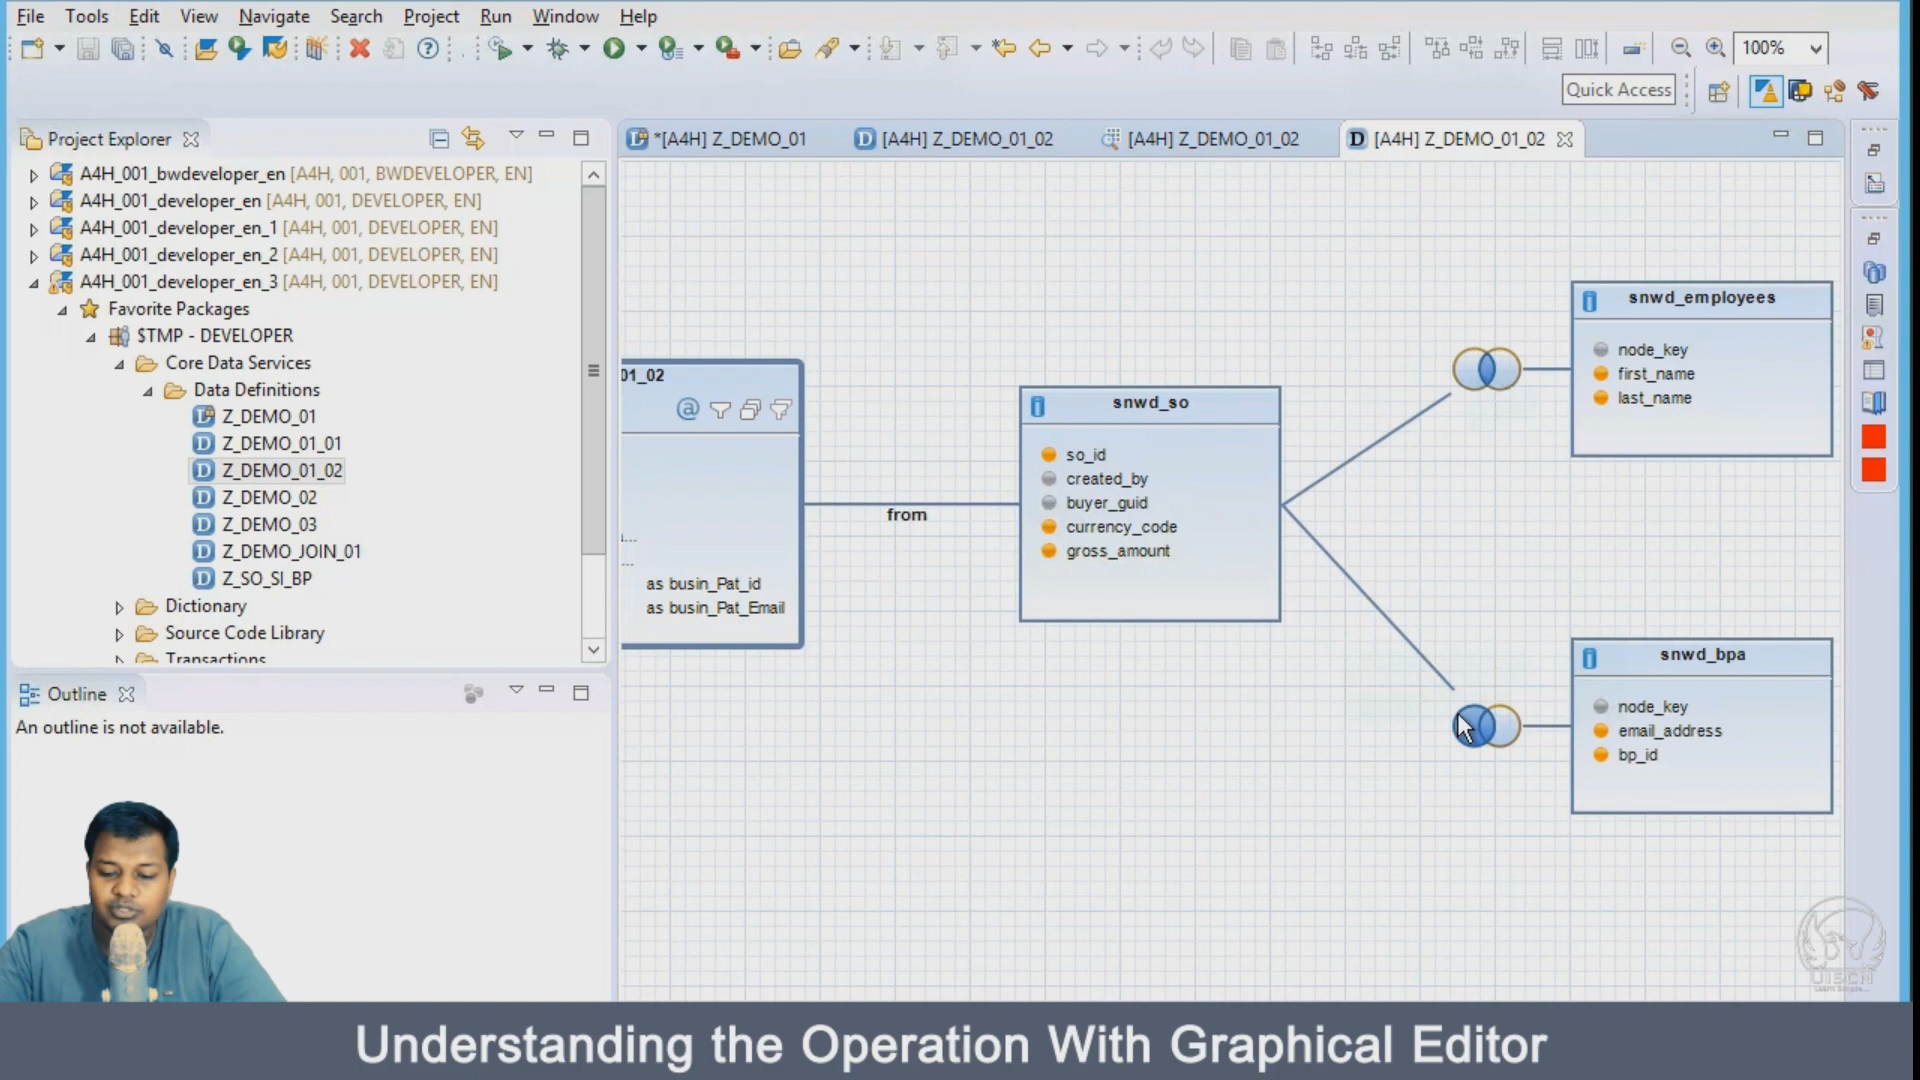 File Tools Edit View Navigate Search Project Run Window Help
100%
Quick Access
Project Explorer
*[A4H] Z_DEMO_01
[A4H] Z_DEMO_01_02
[A4H] Z_DEMO_01_02
[A4H] Z_DEMO_01_02
A4H_001_bwdeveloper_en [A4H, 001, BWDEVELOPER, EN]
A4H_001_developer_en [A4H, 001, DEVELOPER, EN]
A4H_001_developer_en_1 [A4H, 001, DEVELOPER, EN]
A4H_001_developer_en_2 [A4H, 001, DEVELOPER, EN]
A4H_001_developer_en_3 [A4H, 001, DEVELOPER, EN]
Favorite Packages
$TMP - DEVELOPER
Core Data Services
Data Definitions
Z_DEMO_01
Z_DEMO_01_01
Z_DEMO_01_02
Z_DEMO_02
Z_DEMO_03
Z_DEMO_JOIN_01
Z_SO_SI_BP
Dictionary
Source Code Library
Transactions
Outline
An outline is not available.
01_02
@
a...
...
as busin_Pat_id
as busin_Pat_Email
from
snwd_so
so_id
created_by
buyer_guid
currency_code
gross_amount
snwd_employees
node_key
first_name
last_name
snwd_bpa
node_key
email_address
bp_id
UISCN
Learn Simple...
Understanding the Operation With Graphical Editor